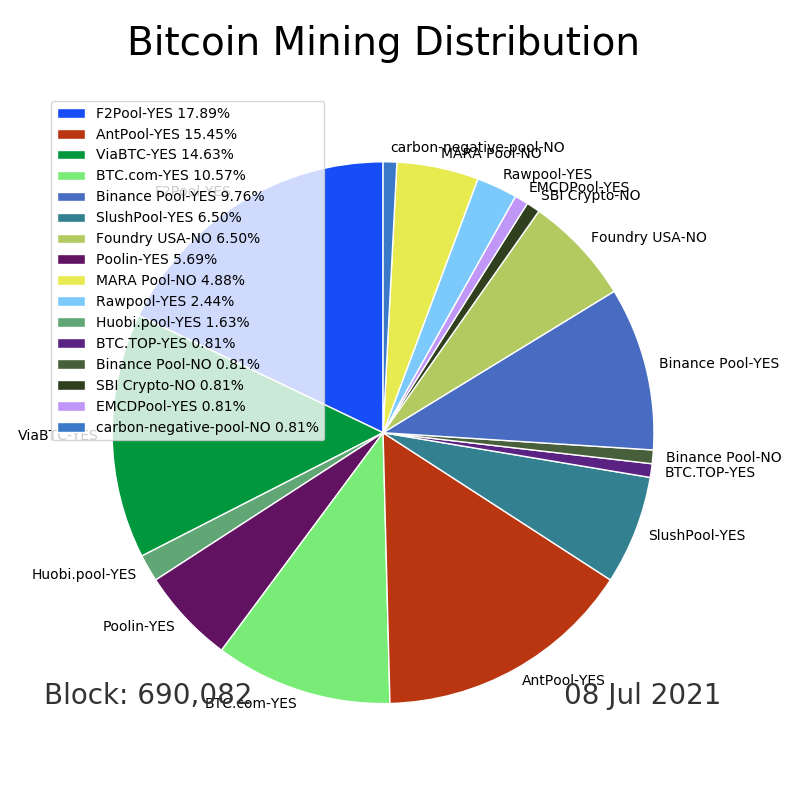 Bitcoin Mining Distribution
F2Pool-YES 17.89%
AntPool-YES 15.45%
ViaBTC-YES 14.63%
BTC.com-YES 10.57%
Binance Pool-YES 9.76%
SlushPool-YES 6.50%
Foundry USA-NO 6.50%
Poolin-YES 5.69%
MARA Pool-NO 4.88%
Rawpool-YES 2.44%
Huobi.pool-YES 1.63%
BTC.TOP-YES 0.81%
Binance Pool-NO 0.81%
SBI Crypto-NO 0.81%
EMCDPool-YES 0.81%
carbon-negative-pool-NO 0.81%
carbon-negative-pool-NO
MARA Pool-NO
Rawpool-YES
EMCDPool-YES
SBI Crypto-NO
Foundry USA-NO
Binance Pool-YES
Binance Pool-NO
BTC.TOP-YES
SlushPool-YES
AntPool-YES
BTC.com-YES
Poolin-YES
Huobi.pool-YES
ViaBTC-YES
F2Pool-YES
Block: 690,082
08 Jul 2021